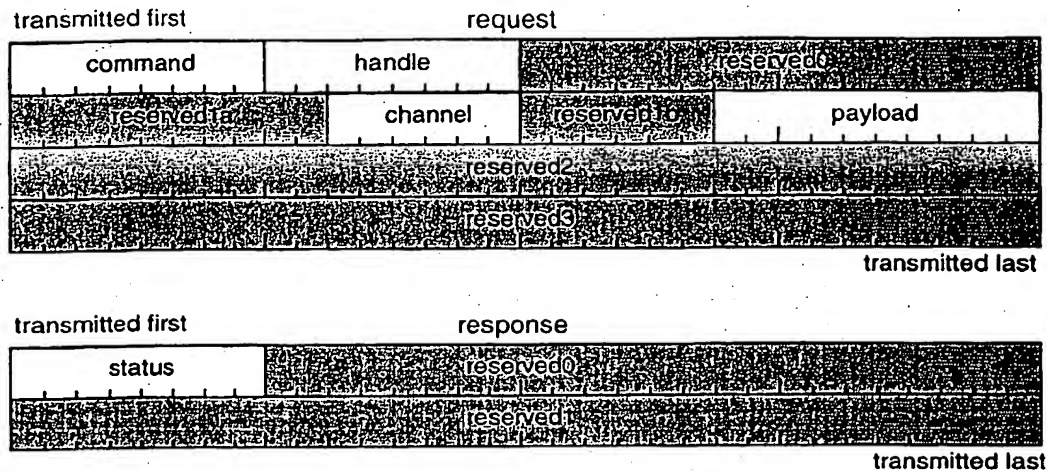 transmitted first request
command handle reserved0
reserved1a channel reserved1b payload
reserved2
reserved3
transmitted last
transmitted first response
status reserved0
reserved1
transmitted last